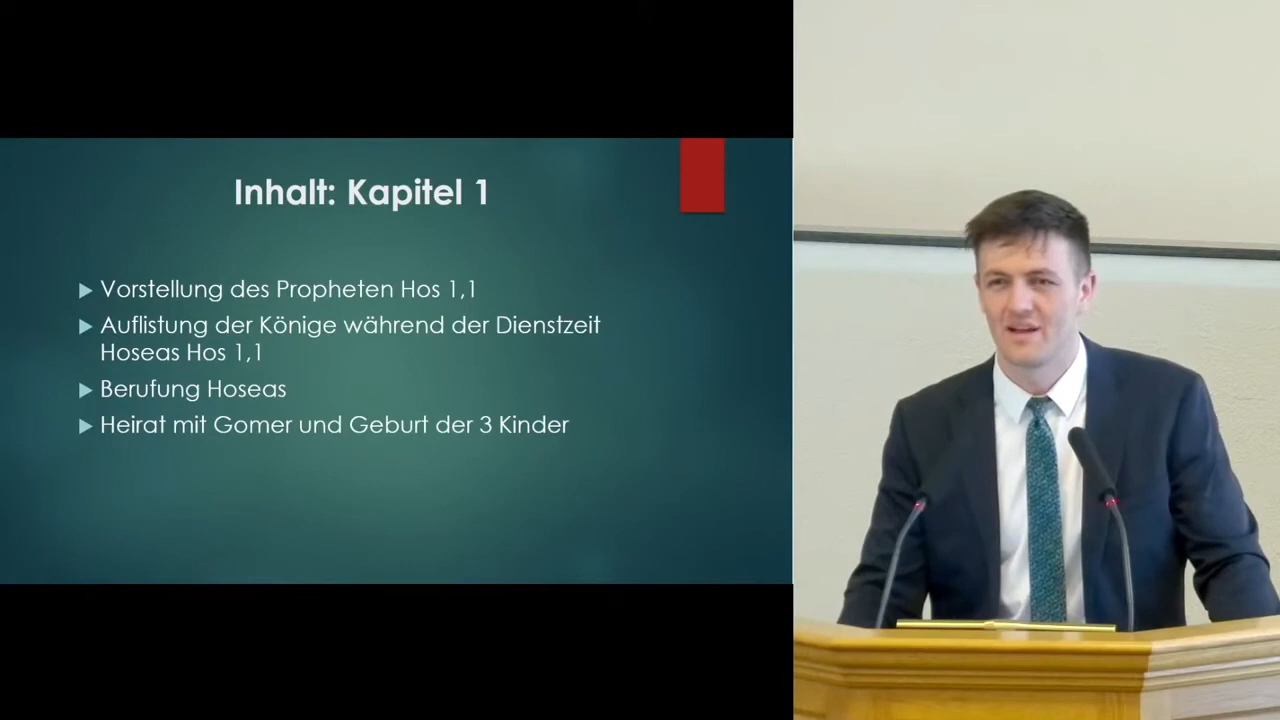 Inhalt: Kapitel 1
Vorstellung des Propheten Hos 1,1
Auflistung der Könige während der Dienstzeit
Hoseas Hos 1,1
Berufung Hoseas
Heirat mit Gomer und Geburt der 3 Kinder